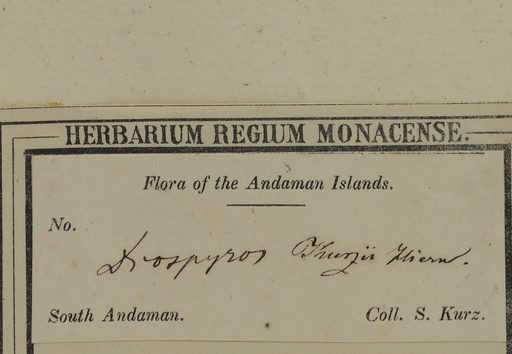 HERBARIUM REGIUM MONACENSE.
Flora of the Andaman Islands.
No.
Diospyros Kurzii Hiern.
South Andaman. Coll. S. Kurz.